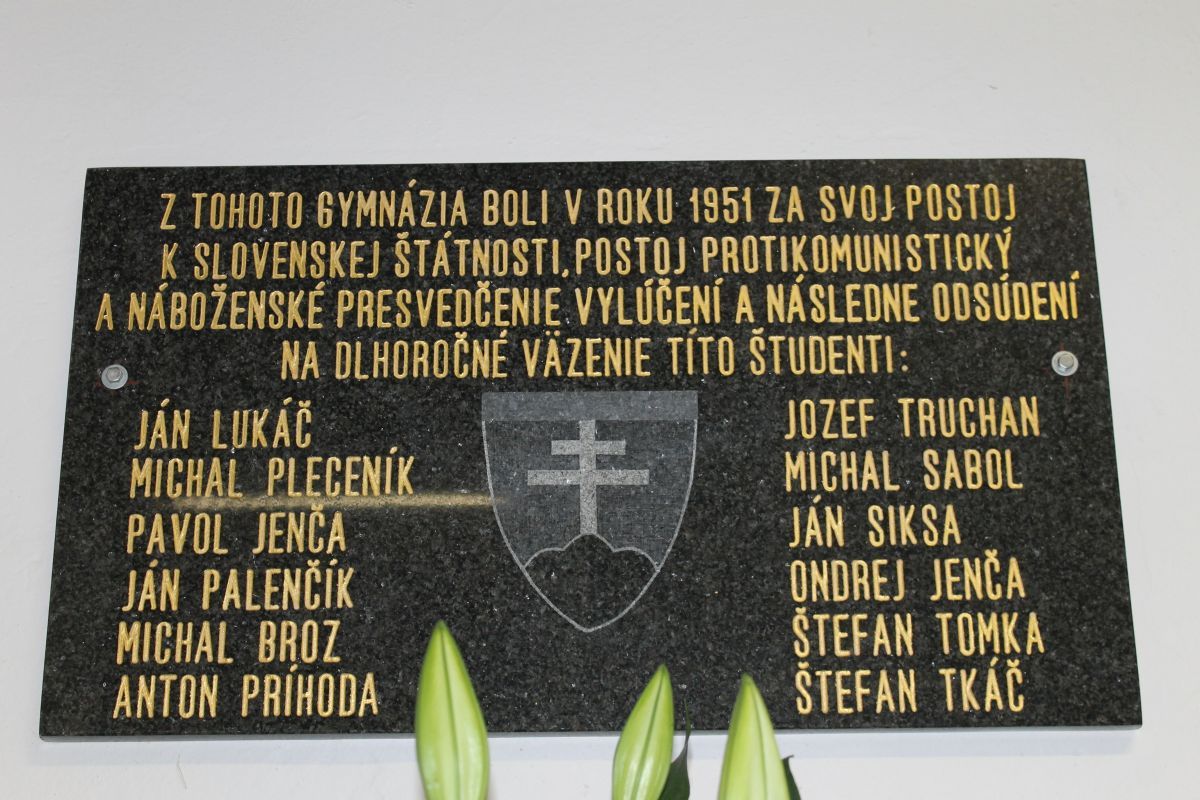 Z TOHOTO GYMNÁZIA BOLI V ROKU 1951 ZA SVOJ POSTOJ
K SLOVENSKEJ ŠTÁTNOSTI, POSTOJ PROTIKOMUNISTICKÝ
A NÁBOŽENSKÉ PRESVEDČENIE VYLÚČENÍ A NÁSLEDNE ODSÚDENÍ
NA DLHOROČNÉ VÄZENIE TÍTO ŠTUDENTI:
JÁN LUKÁČ
MICHAL PLECENÍK
PAVOL JENČA
JÁN PALENČÍK
MICHAL BROZ
ANTON PRÍHODA
JOZEF TRUCHAN
MICHAL SABOL
JÁN SIKSA
ONDREJ JENČA
ŠTEFAN TOMKA
ŠTEFAN TKÁČ